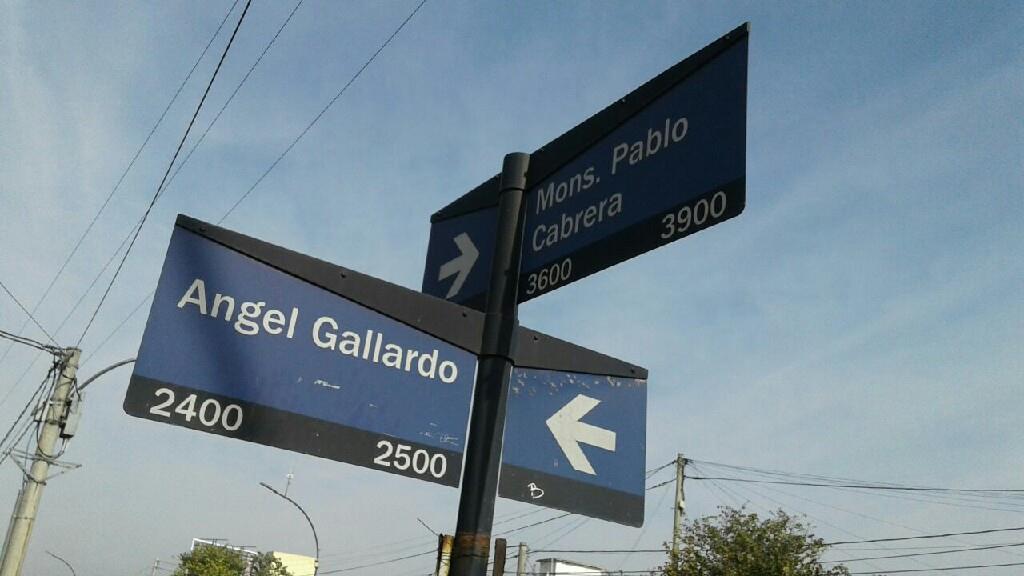 Mons. Pablo
Cabrera
3600 3900
Angel Gallardo
2400 2500
B